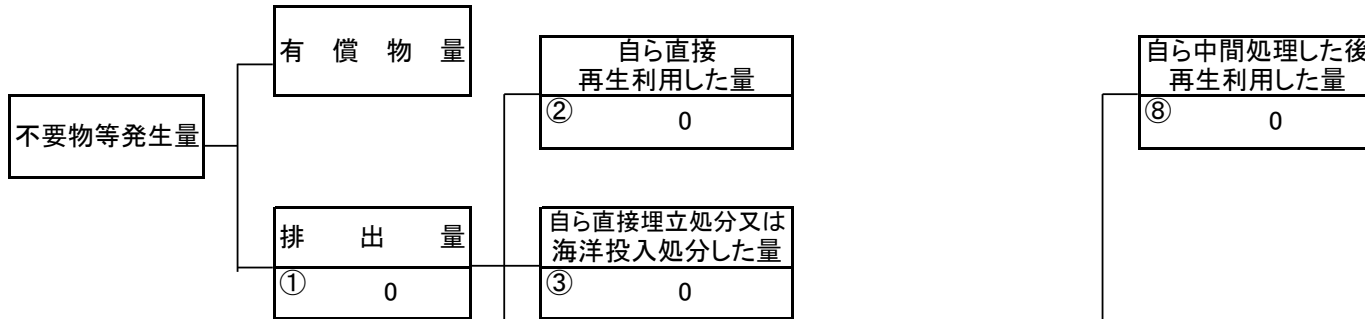 有償物量
自ら直接
再生利用した量
② 0
自ら中間処理した後
再生利用した量
⑧ 0
不要物等発生量
排出量
① 0
自ら直接埋立処分又は
海洋投入処分した量
③ 0